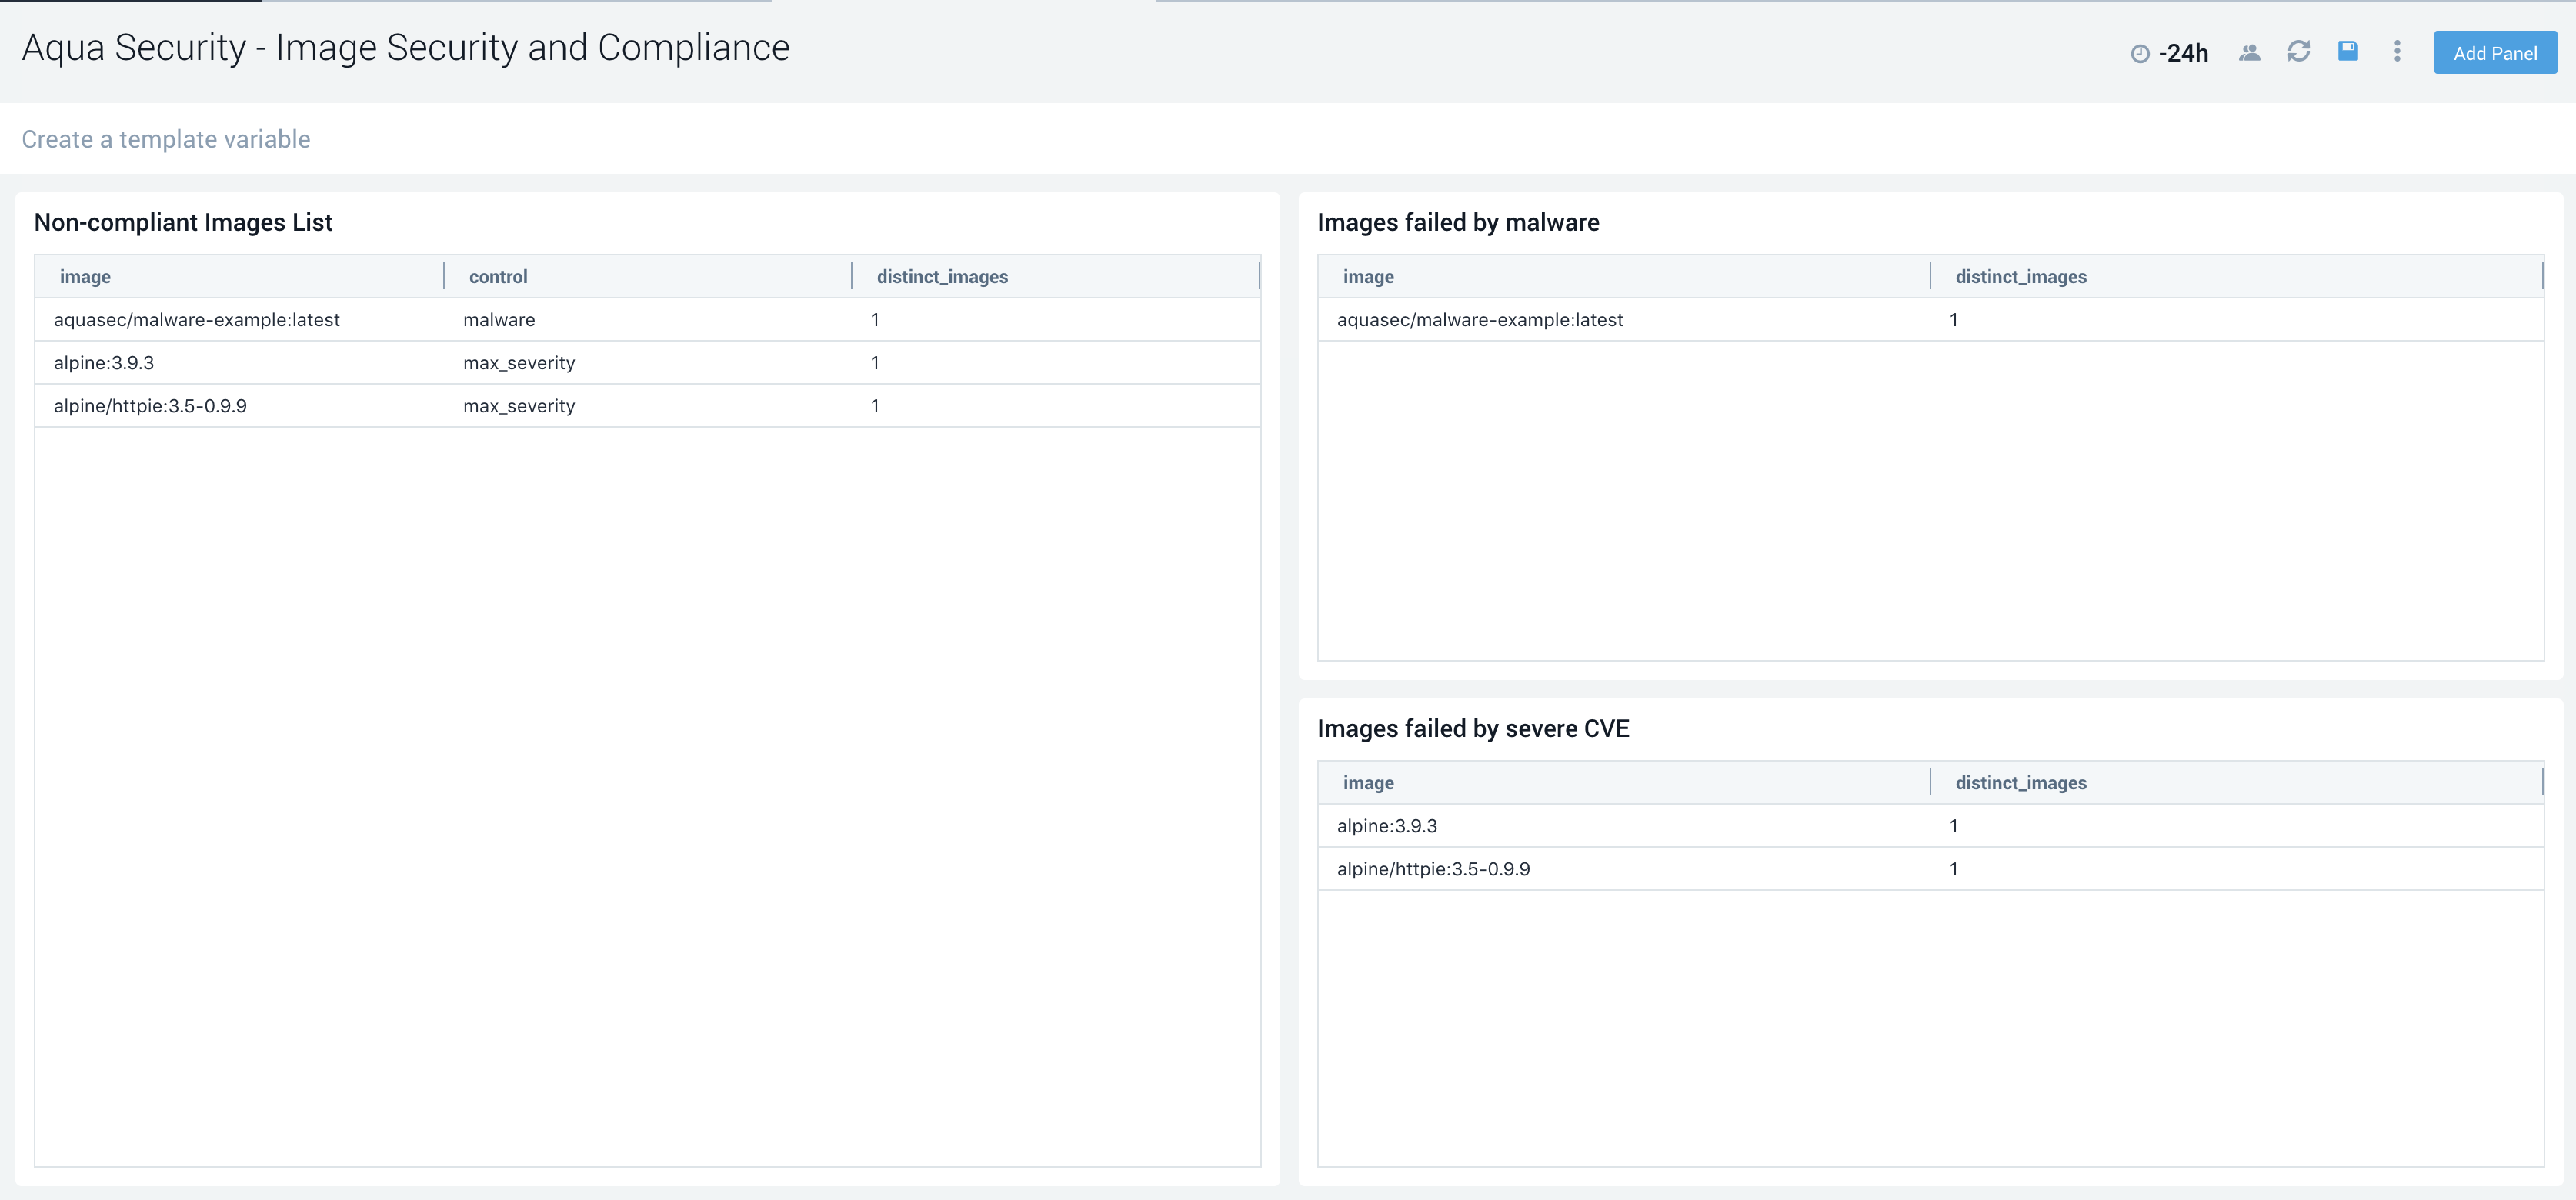 Aqua Security - Image Security and Compliance
-24h
Add Panel
Create a template variable
Non-compliant Images List
image control distinct_images
aquasec/malware-example:latest malware 1
alpine:3.9.3 max_severity 1
alpine/httpie:3.5-0.9.9 max_severity 1
Images failed by malware
image distinct_images
aquasec/malware-example:latest 1
Images failed by severe CVE
image distinct_images
alpine:3.9.3 1
alpine/httpie:3.5-0.9.9 1